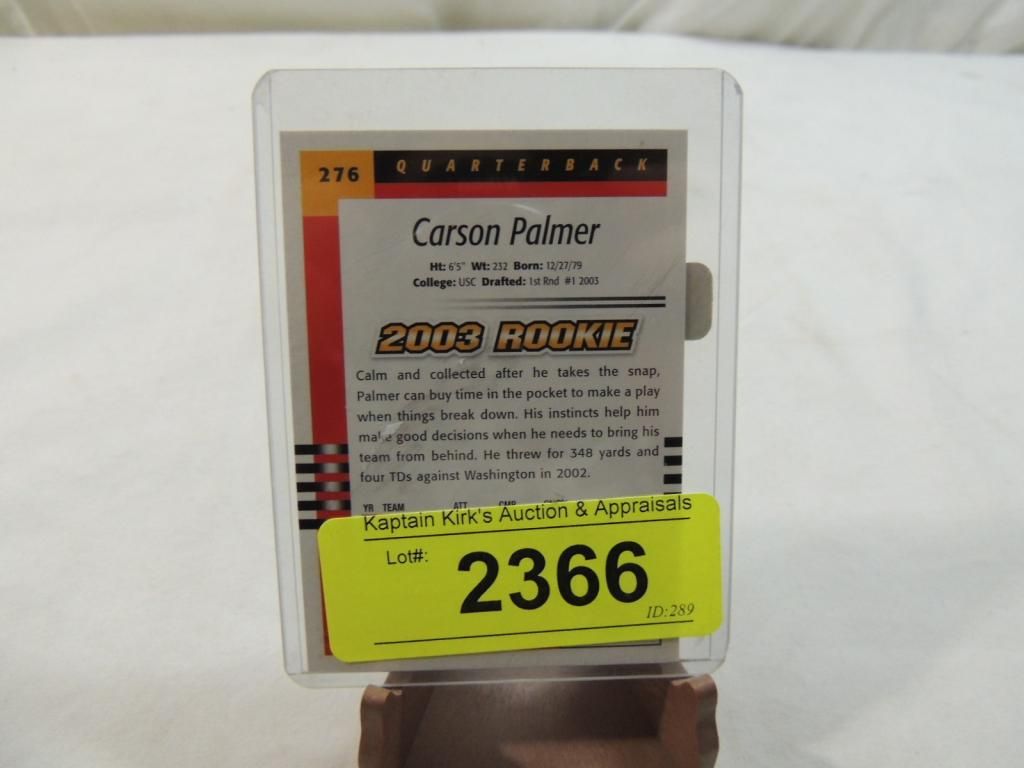 276
QUARTERBACK
Carson Palmer
Ht: 6'5" Wt: 232 Born: 12/27/79
College: USC Drafted: 1st Rnd #1 2003
2003 ROOKIE
Calm and collected after he takes the snap,
Palmer can buy time in the pocket to make a play
when things break down. His instincts help him
make good decisions when he needs to bring his
team from behind. He threw for 348 yards and
four TDs against Washington in 2002.
YR TEAM ATT CMP
Kaptain Kirk's Auction & Appraisals
Lot#:
2366
ID:289